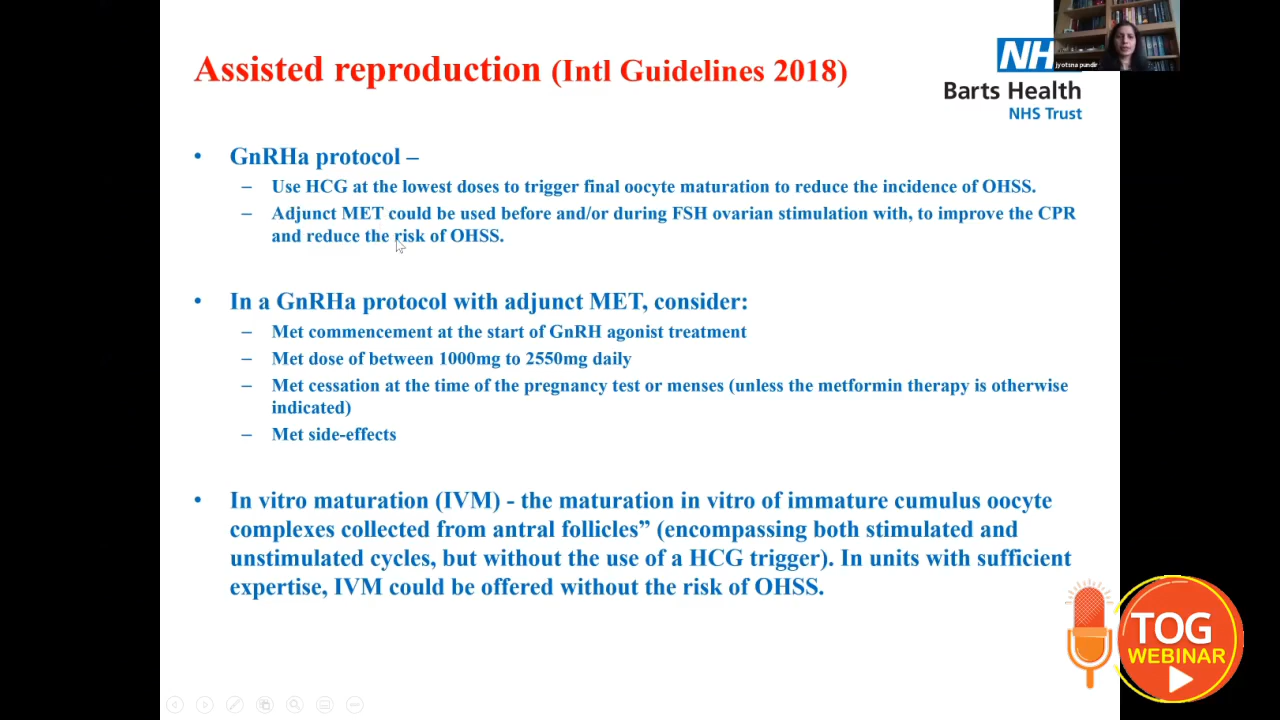 Assisted reproduction (Intl Guidelines 2018)
NH
jyotsna pundir
Barts Health
NHS Trust
• GnRHa protocol –
– Use HCG at the lowest doses to trigger final oocyte maturation to reduce the incidence of OHSS.
– Adjunct MET could be used before and/or during FSH ovarian stimulation with, to improve the CPR
and reduce the risk of OHSS.
• In a GnRHa protocol with adjunct MET, consider:
– Met commencement at the start of GnRH agonist treatment
– Met dose of between 1000mg to 2550mg daily
– Met cessation at the time of the pregnancy test or menses (unless the metformin therapy is otherwise
indicated)
– Met side-effects
• In vitro maturation (IVM) - the maturation in vitro of immature cumulus oocyte
complexes collected from antral follicles” (encompassing both stimulated and
unstimulated cycles, but without the use of a HCG trigger). In units with sufficient
expertise, IVM could be offered without the risk of OHSS.
TOG
WEBINAR